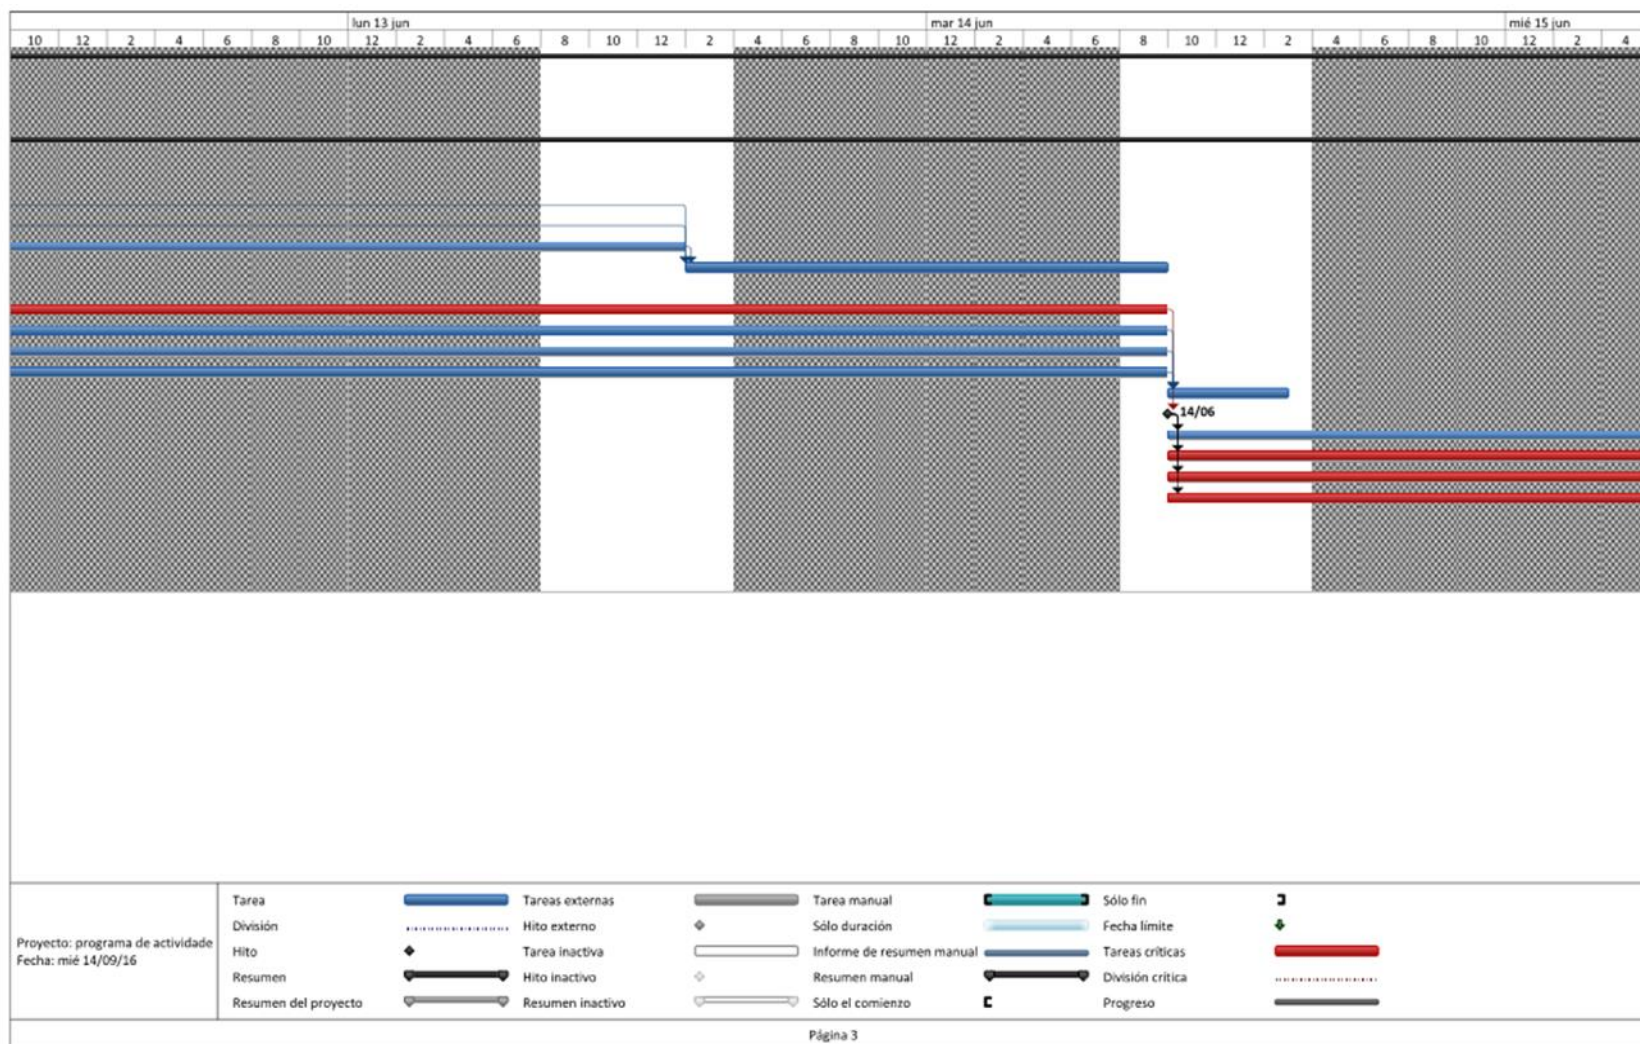 lun 13 jun mar 14 jun mié 15 jun
10 12 2 4 6 8 10 12 2 4 6 8 10 12 2 4 6 8 10 12 2 4 6 8 10 12 2 4 6 8 10 12 2 4
14/06
Proyecto: programa de actividade
Fecha: mié 14/09/16
Tarea Tareas externas Tarea manual Sólo fin
División Hito externo Sólo duración Fecha límite
Hito Tarea inactiva Informe de resumen manual Tareas críticas
Resumen Hito inactivo Resumen manual División crítica
Resumen del proyecto Resumen inactivo Sólo el comienzo Progreso
Página 3